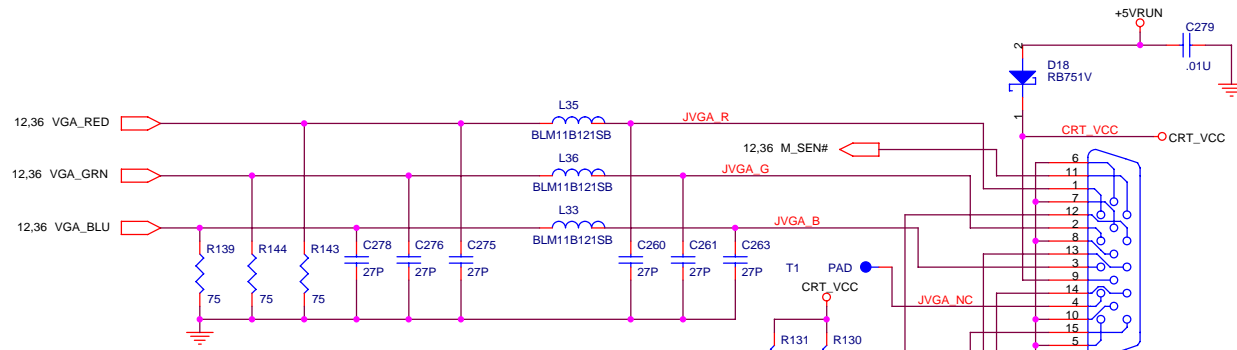 +5VRUN
C279
.01U
2
D18
RB751V
1
L35
BLM11B121SB
12,36 VGA_RED
JVGA_R
CRT_VCC
CRT_VCC
12,36 M_SEN#
L36
BLM11B121SB
12,36 VGA_GRN
JVGA_G
L33
BLM11B121SB
12,36 VGA_BLU
JVGA_B
6
11
1
7
12
2
8
13
3
9
14
4
10
15
5
R139
75
R144
75
R143
75
C278
27P
C276
27P
C275
27P
C260
27P
C261
27P
C263
27P
T1
PAD
CRT_VCC
JVGA_NC
R131
R130